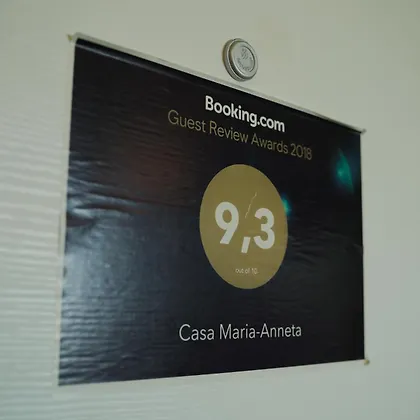 Booking.com
Guest Review Awards 2018
9,3
out of 10
Casa Maria-Anneta